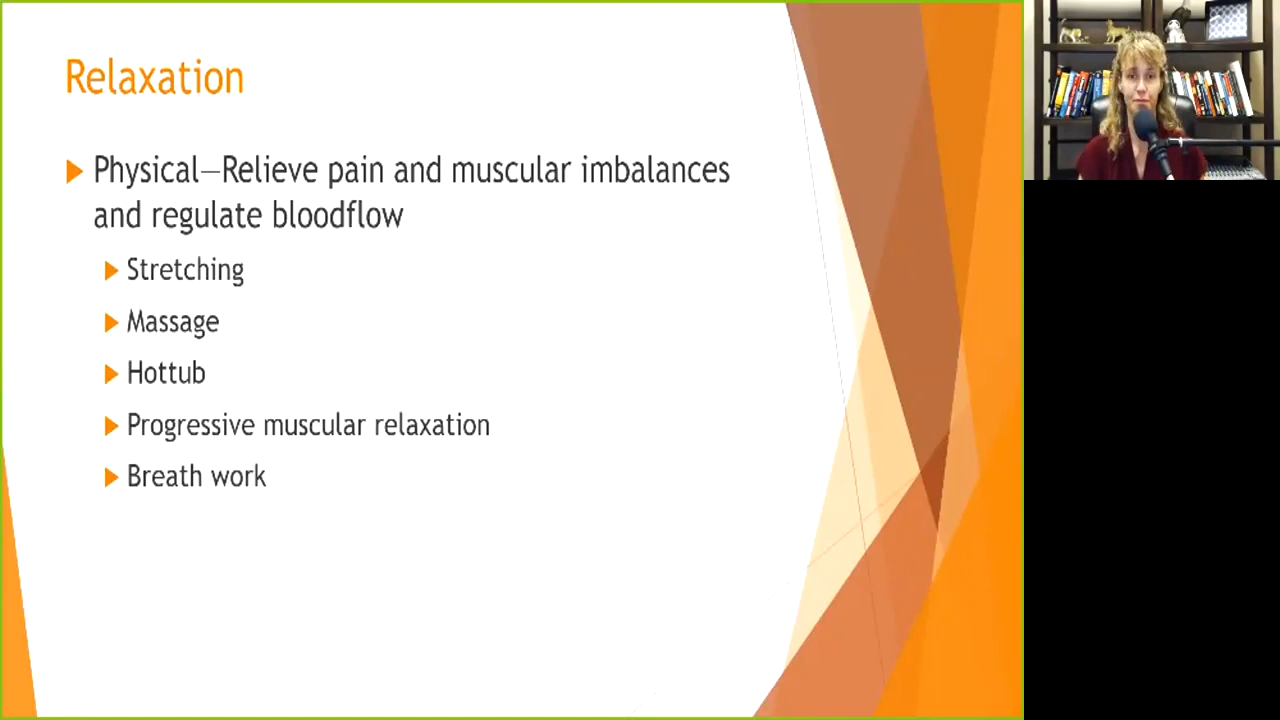 Relaxation
Physical—Relieve pain and muscular imbalances
and regulate bloodflow
Stretching
Massage
Hottub
Progressive muscular relaxation
Breath work